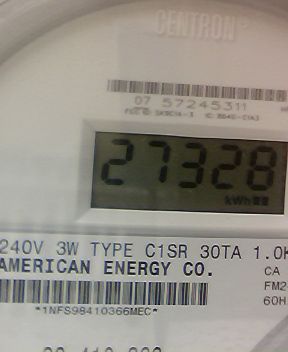 CENTRON
07 57245311
27328
kWh
240V 3W TYPE C1SR 30TA 1.0K
AMERICAN ENERGY CO.
CA
FM2
60H
*1NFS98410366MEC*